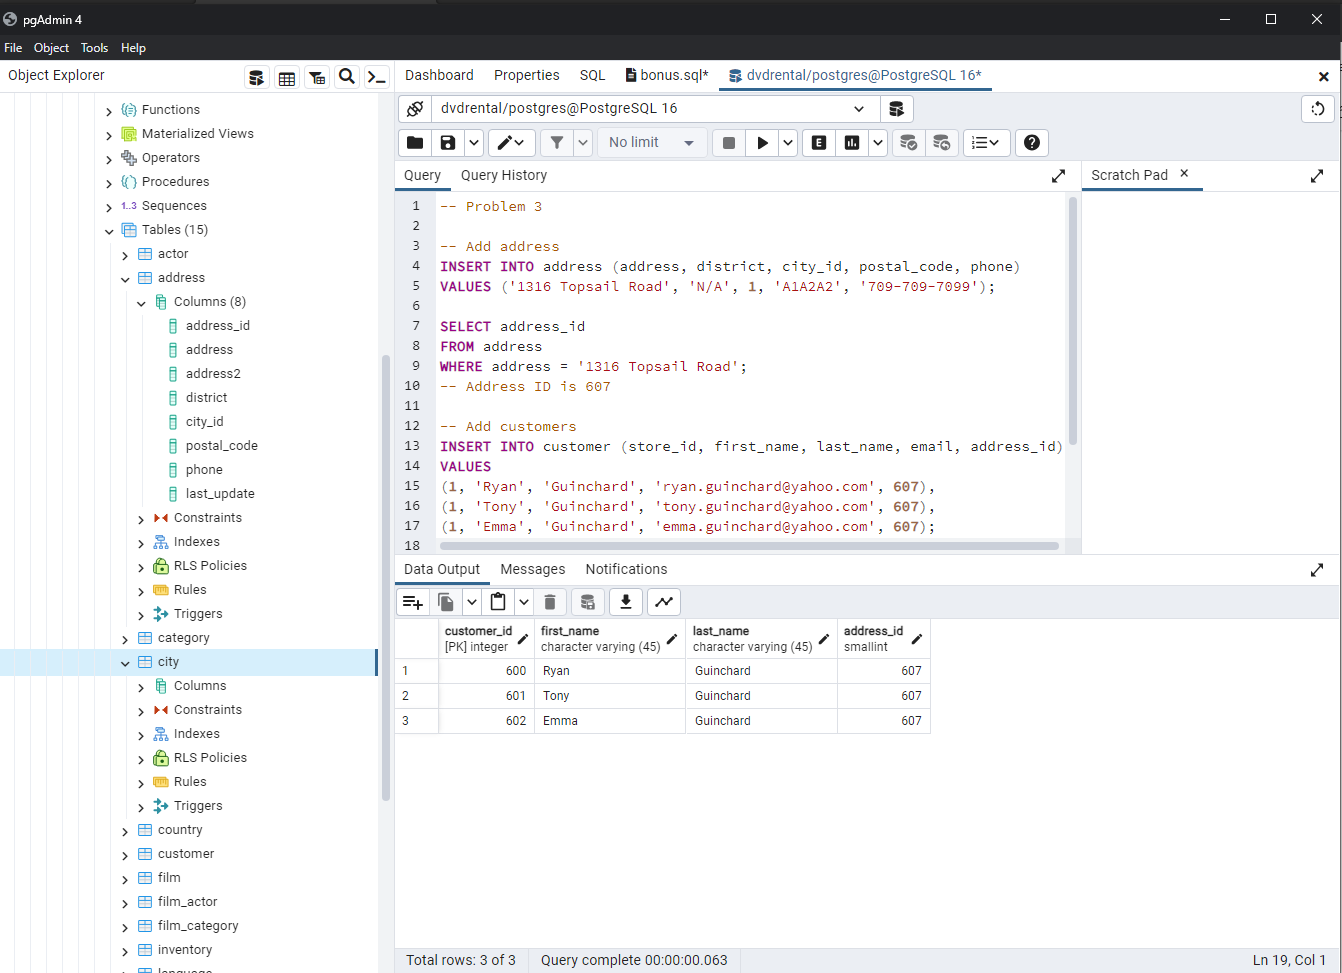 pgAdmin 4
File Object Tools Help
Object Explorer
Functions
Materialized Views
Operators
Procedures
1..3 Sequences
Tables (15)
actor
address
Columns (8)
address_id
address
address2
district
city_id
postal_code
phone
last_update
Constraints
Indexes
RLS Policies
Rules
Triggers
category
city
Columns
Constraints
Indexes
RLS Policies
Rules
Triggers
country
customer
film
film_actor
film_category
inventory
language
Dashboard Properties SQL bonus.sql* dvdrental/postgres@PostgreSQL 16*
dvdrental/postgres@PostgreSQL 16
No limit E
Query Query History
Scratch Pad
1 -- Problem 3
2
3 -- Add address
4 INSERT INTO address (address, district, city_id, postal_code, phone)
5 VALUES ('1316 Topsail Road', 'N/A', 1, 'A1A2A2', '709-709-7099');
6
7 SELECT address_id
8 FROM address
9 WHERE address = '1316 Topsail Road';
10 -- Address ID is 607
11
12 -- Add customers
13 INSERT INTO customer (store_id, first_name, last_name, email, address_id)
14 VALUES
15 (1, 'Ryan', 'Guinchard', 'ryan.guinchard@yahoo.com', 607),
16 (1, 'Tony', 'Guinchard', 'tony.guinchard@yahoo.com', 607),
17 (1, 'Emma', 'Guinchard', 'emma.guinchard@yahoo.com', 607);
18
Data Output Messages Notifications
customer_id first_name last_name address_id
[PK] integer character varying (45) character varying (45) smallint
1 600 Ryan Guinchard 607
2 601 Tony Guinchard 607
3 602 Emma Guinchard 607
Total rows: 3 of 3 Query complete 00:00:00.063 Ln 19, Col 1